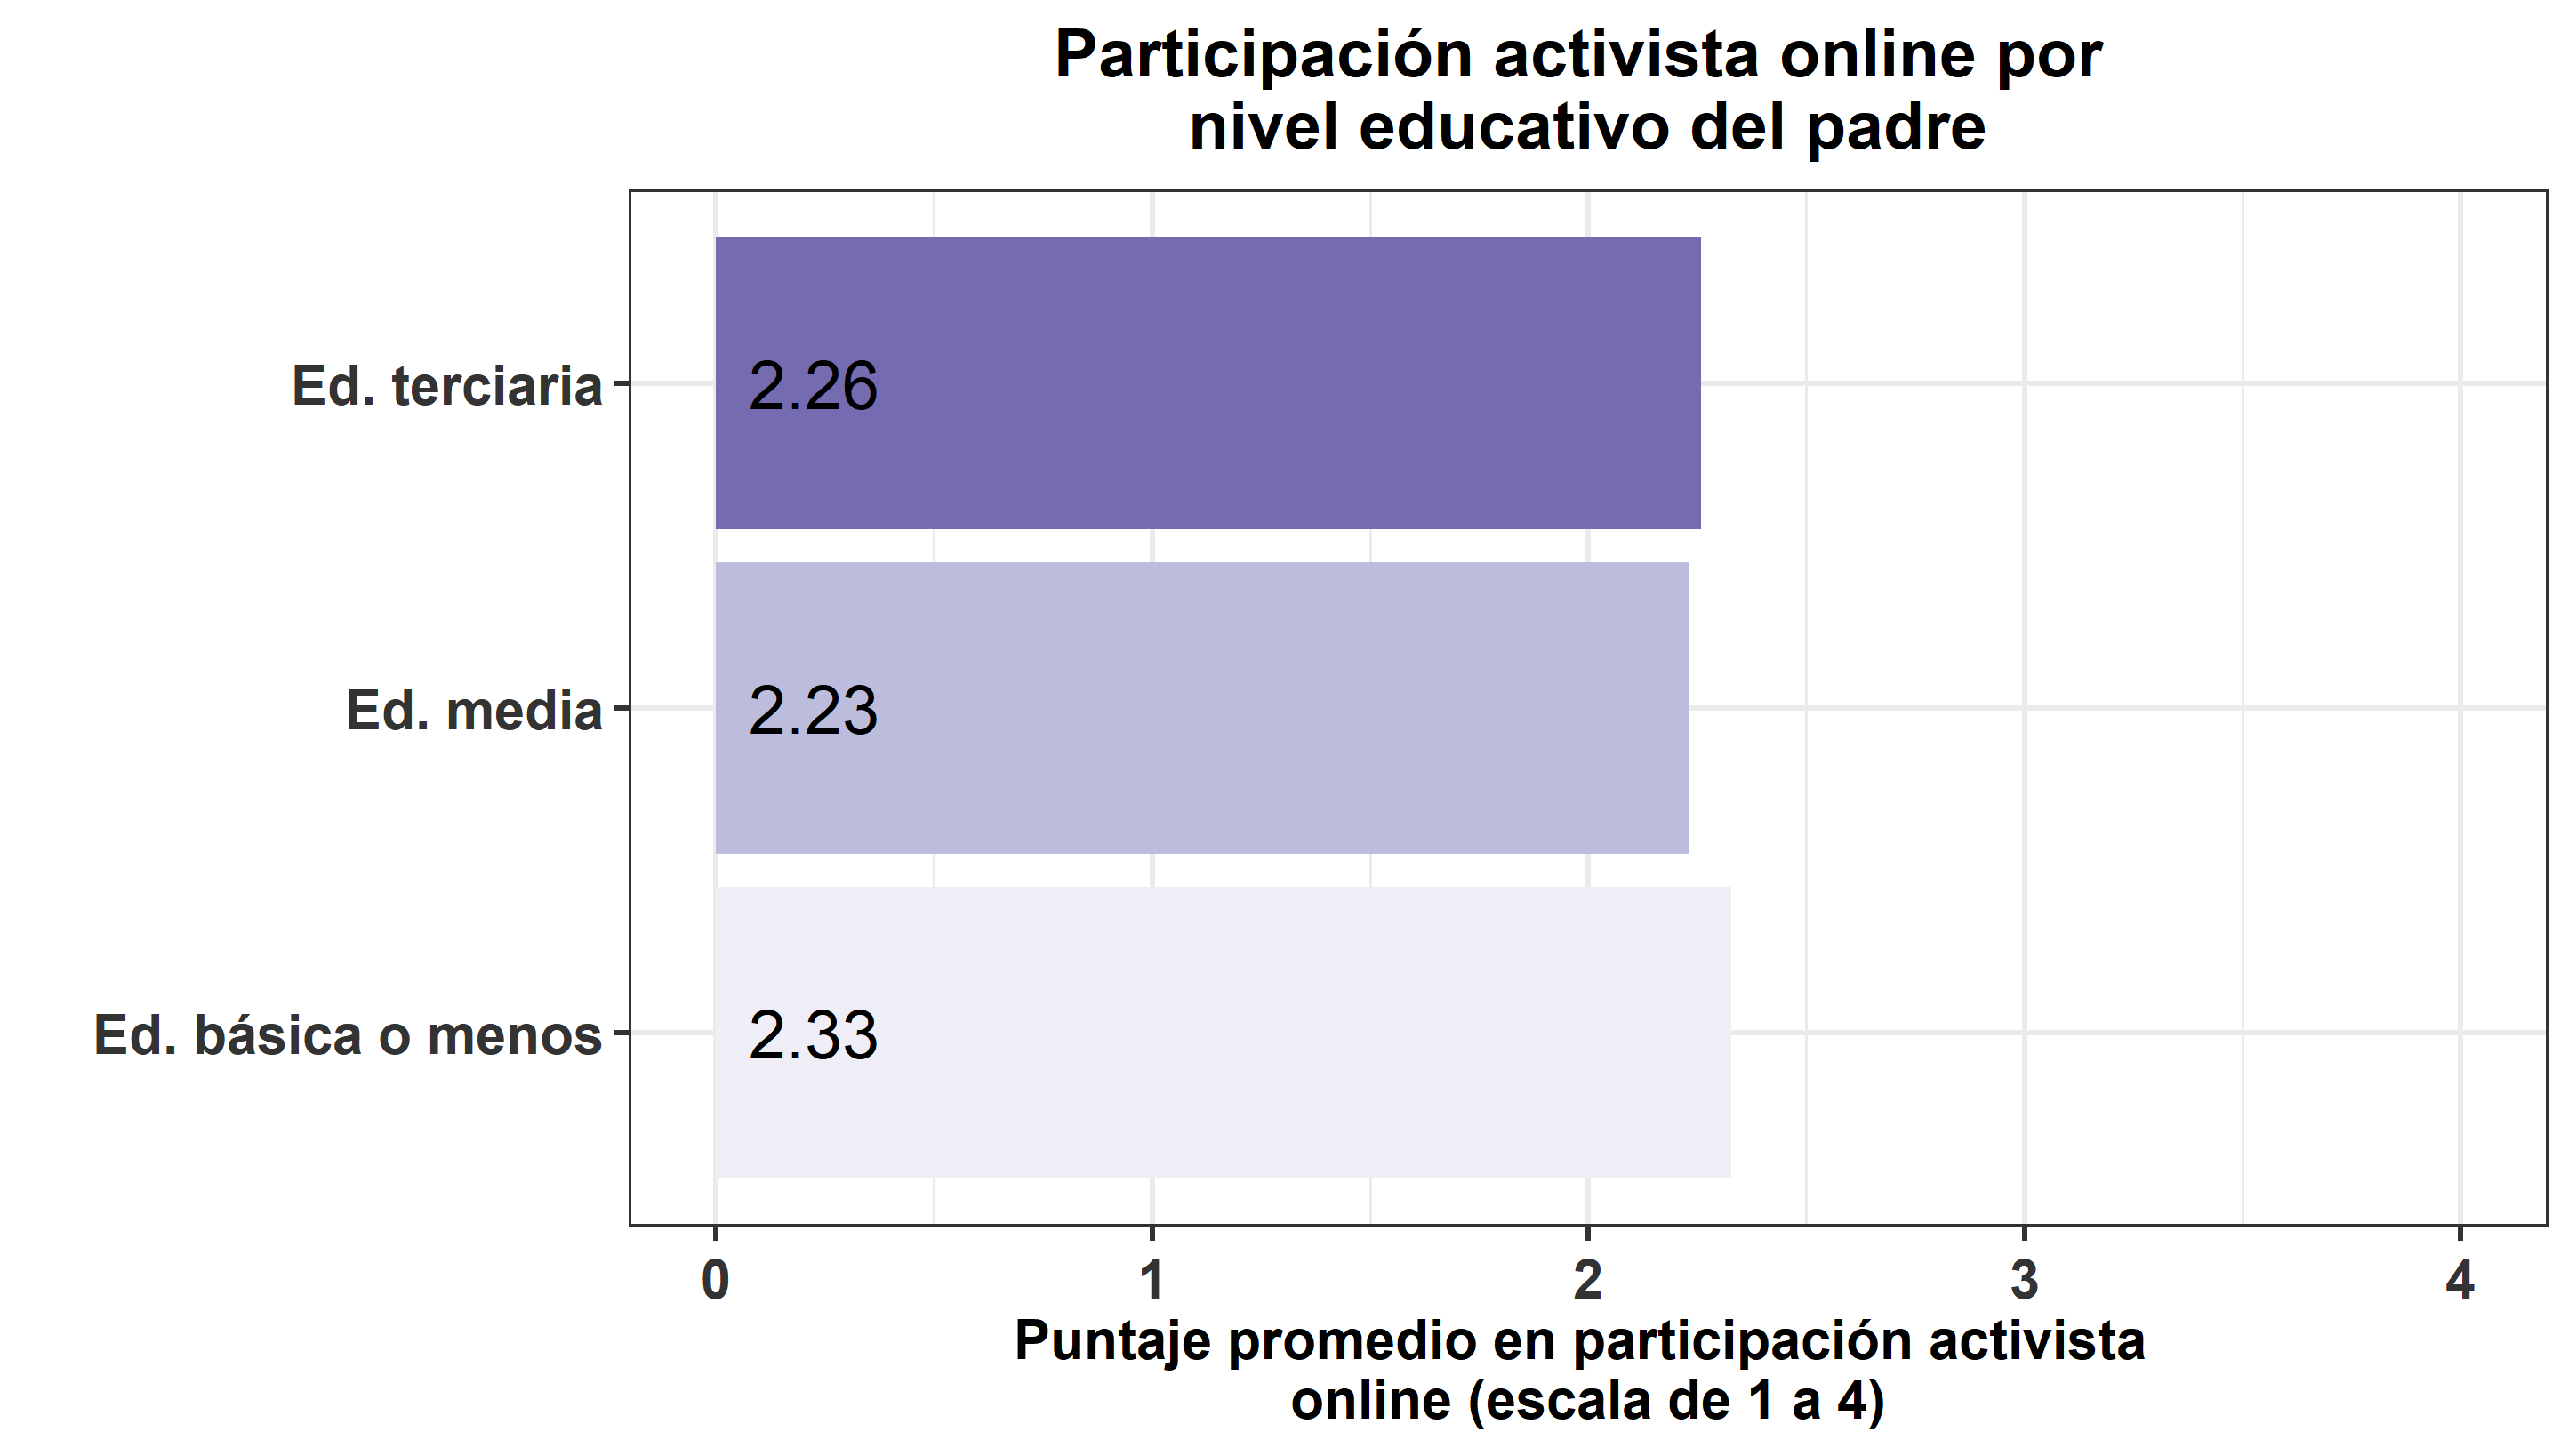 Participación activista online por
nivel educativo del padre
Ed. terciaria
2.26
Ed. media
2.23
Ed. básica o menos
2.33
0 1 2 3 4
Puntaje promedio en participación activista
online (escala de 1 a 4)